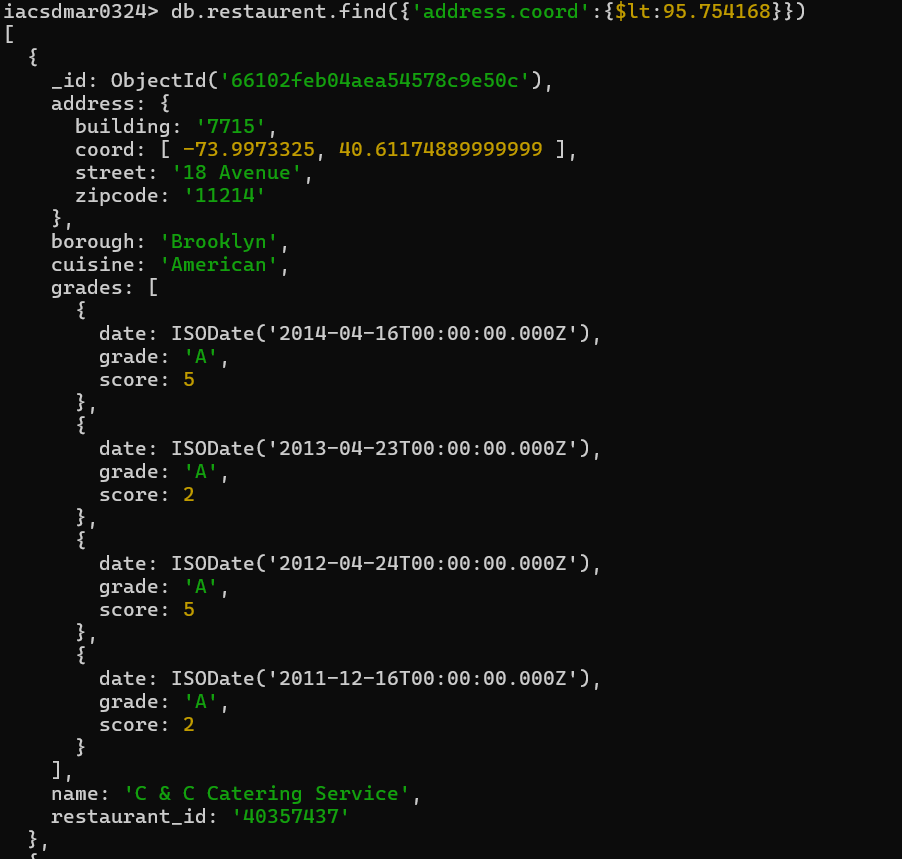 iacsdmar0324> db.restaurent.find({'address.coord':{$lt:95.754168}})
[
  {
    _id: ObjectId('66102feb04aea54578c9e50c'),
    address: {
      building: '7715',
      coord: [ -73.9973325, 40.61174889999999 ],
      street: '18 Avenue',
      zipcode: '11214'
    },
    borough: 'Brooklyn',
    cuisine: 'American',
    grades: [
      {
        date: ISODate('2014-04-16T00:00:00.000Z'),
        grade: 'A',
        score: 5
      },
      {
        date: ISODate('2013-04-23T00:00:00.000Z'),
        grade: 'A',
        score: 2
      },
      {
        date: ISODate('2012-04-24T00:00:00.000Z'),
        grade: 'A',
        score: 5
      },
      {
        date: ISODate('2011-12-16T00:00:00.000Z'),
        grade: 'A',
        score: 2
      }
    ],
    name: 'C & C Catering Service',
    restaurant_id: '40357437'
  },
  {